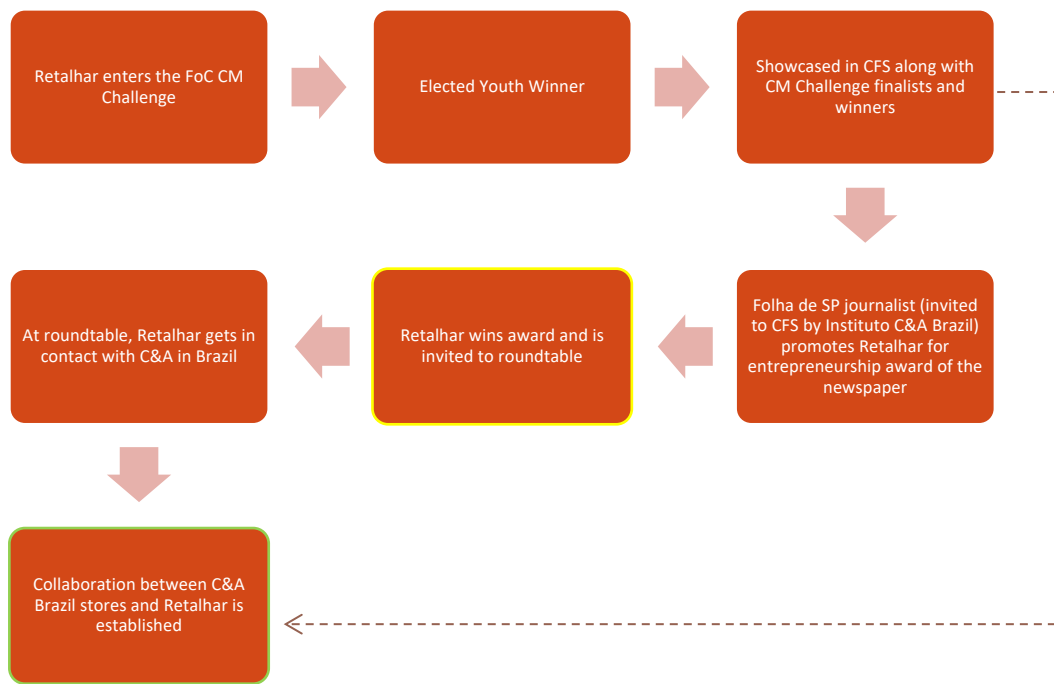 Retalhar enters the FoC CM
Challenge
Elected Youth Winner
Showcased in CFS along with
CM Challenge finalists and
winners
Folha de SP journalist (invited
to CFS by Instituto C&A Brazil)
promotes Retalhar for
entrepreneurship award of the
newspaper
Retalhar wins award and is
invited to roundtable
At roundtable, Retalhar gets in
contact with C&A in Brazil
Collaboration between C&A
Brazil stores and Retalhar is
established